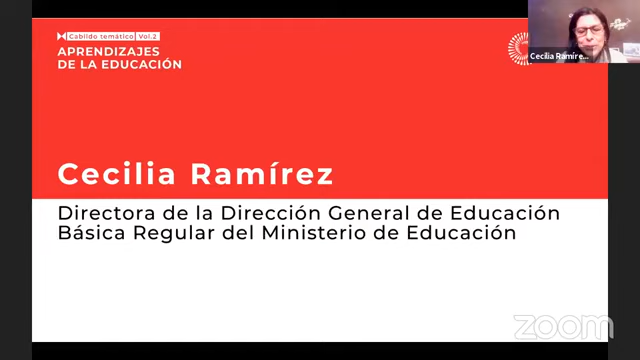 Cabildo temático Vol.2
APRENDIZAJES
DE LA EDUCACIÓN
Cecilia Ramíre...
Cecilia Ramírez
Directora de la Dirección General de Educación
Básica Regular del Ministerio de Educación
zoom